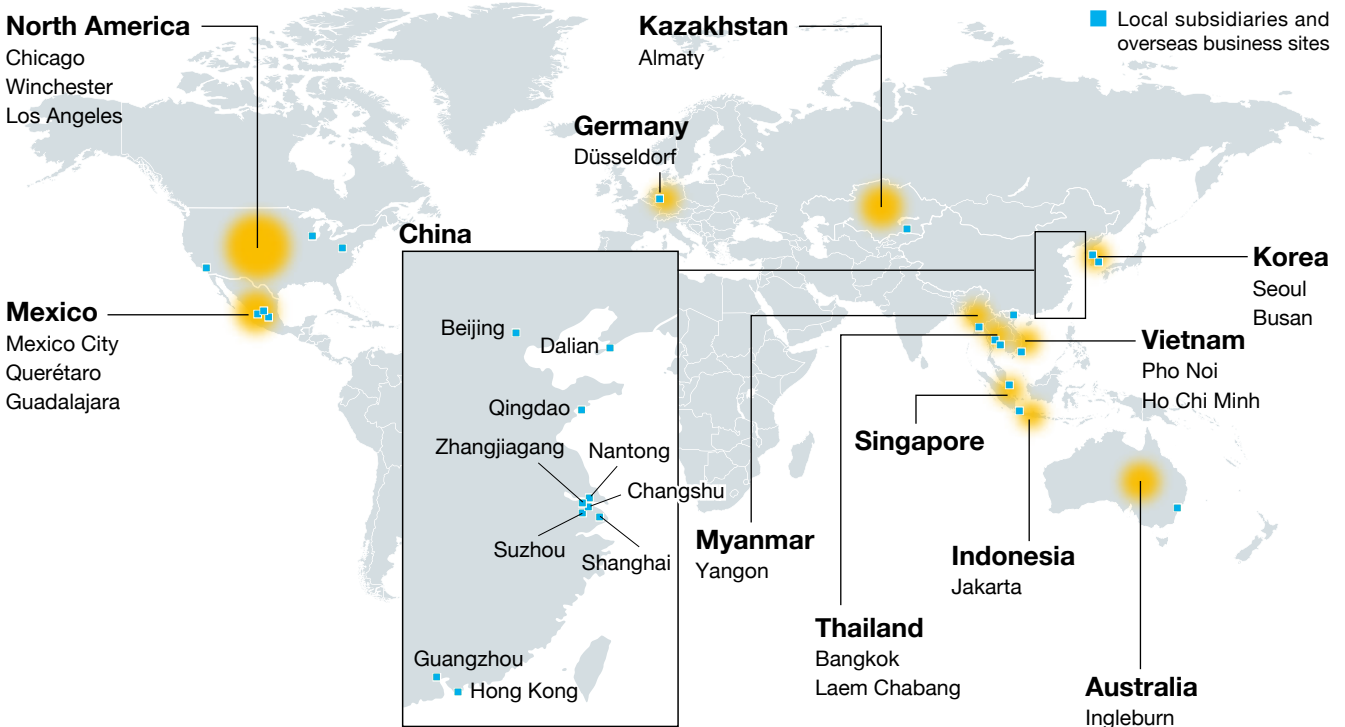 North America
Chicago
Winchester
Los Angeles
Kazakhstan
Almaty
Local subsidiaries and
overseas business sites
Germany
Düsseldorf
China
Beijing
Dalian
Qingdao
Zhangjiagang
Nantong
Changshu
Suzhou
Shanghai
Guangzhou
Hong Kong
Mexico
Mexico City
Querétaro
Guadalajara
Korea
Seoul
Busan
Vietnam
Pho Noi
Ho Chi Minh
Singapore
Myanmar
Yangon
Indonesia
Jakarta
Thailand
Bangkok
Laem Chabang
Australia
Ingleburn